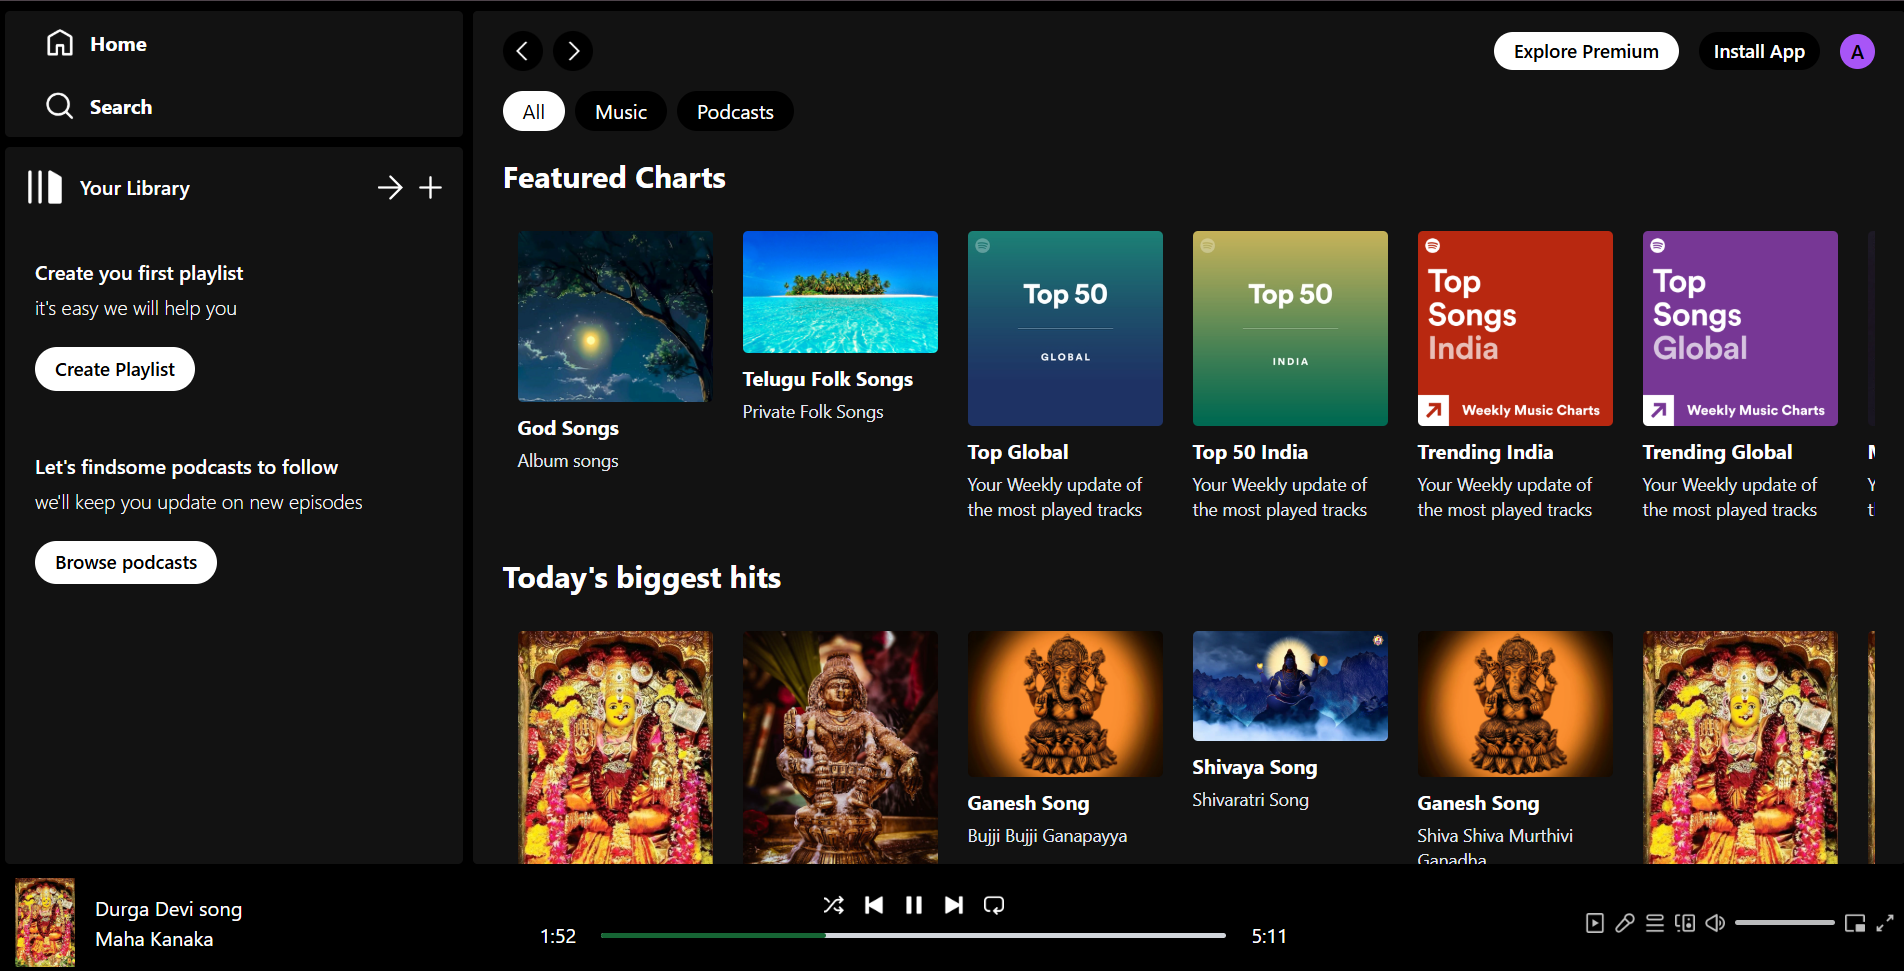 Home
Search
Your Library
Create you first playlist
it's easy we will help you
Create Playlist
Let's findsome podcasts to follow
we'll keep you update on new episodes
Browse podcasts
Explore Premium
Install App
A
All
Music
Podcasts
Featured Charts
God Songs
Album songs
Telugu Folk Songs
Private Folk Songs
Top 50
GLOBAL
Top Global
Your Weekly update of
the most played tracks
Top 50
INDIA
Top 50 India
Your Weekly update of
the most played tracks
Top
Songs
India
Weekly Music Charts
Trending India
Your Weekly update of
the most played tracks
Top
Songs
Global
Weekly Music Charts
Trending Global
Your Weekly update of
the most played tracks
Today's biggest hits
Ganesh Song
Bujji Bujji Ganapayya
Shivaya Song
Shivaratri Song
Ganesh Song
Shiva Shiva Murthivi
Ganadha
Durga Devi song
Maha Kanaka
1:52
5:11